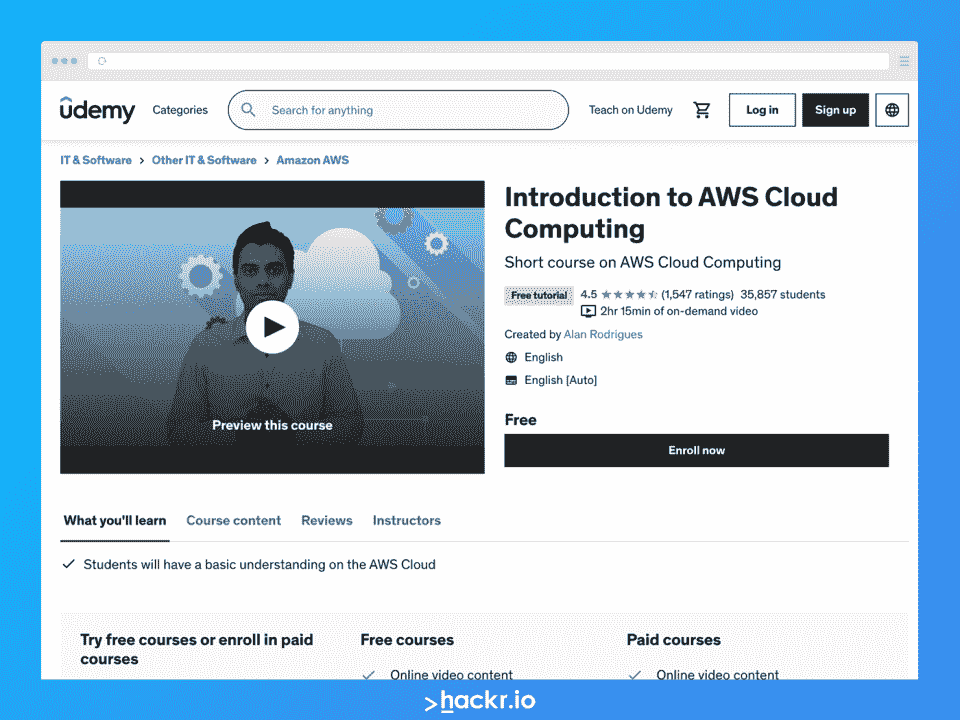 udemy
Categories
Search for anything
Teach on Udemy
Log in
Sign up
IT & Software > Other IT & Software > Amazon AWS
Preview this course
Introduction to AWS Cloud
Computing
Short course on AWS Cloud Computing
Free tutorial 4.5 (1,547 ratings) 35,857 students
2hr 15min of on-demand video
Created by Alan Rodrigues
English
English [Auto]
Free
Enroll now
What you'll learn
Course content
Reviews
Instructors
Students will have a basic understanding on the AWS Cloud
Try free courses or enroll in paid
courses
Free courses
Online video content
Paid courses
Online video content
>hackr.io